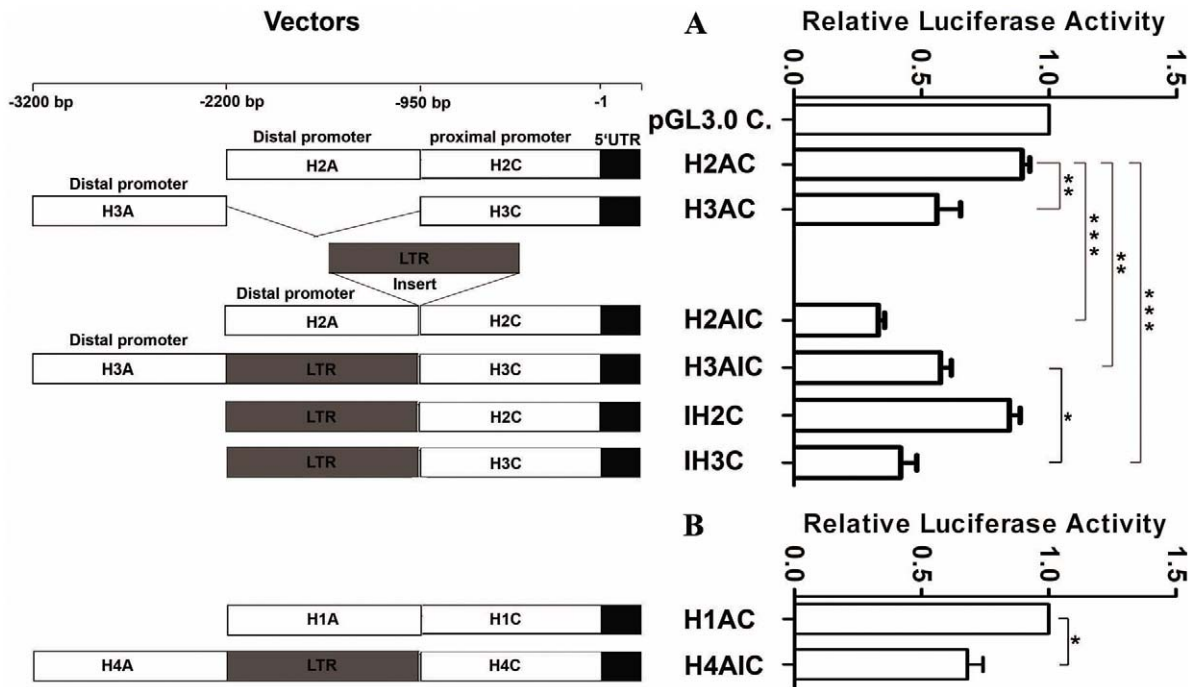 Vectors
A Relative Luciferase Activity
0.0 0.5 1.0 1.5
-3200 bp -2200 bp -950 bp -1
pGL3.0 C.
Distal promoter proximal promoter 5'UTR
H2A H2C H2AC
Distal promoter
H3A H3C H3AC
**
***
**
***
LTR
Insert
Distal promoter
H2A H2C H2AIC
Distal promoter
H3A LTR H3C H3AIC
LTR H2C IH2C
*
LTR H3C IH3C
B Relative Luciferase Activity
0.0 0.5 1.0 1.5
H1A H1C H1AC
*
H4A LTR H4C H4AIC